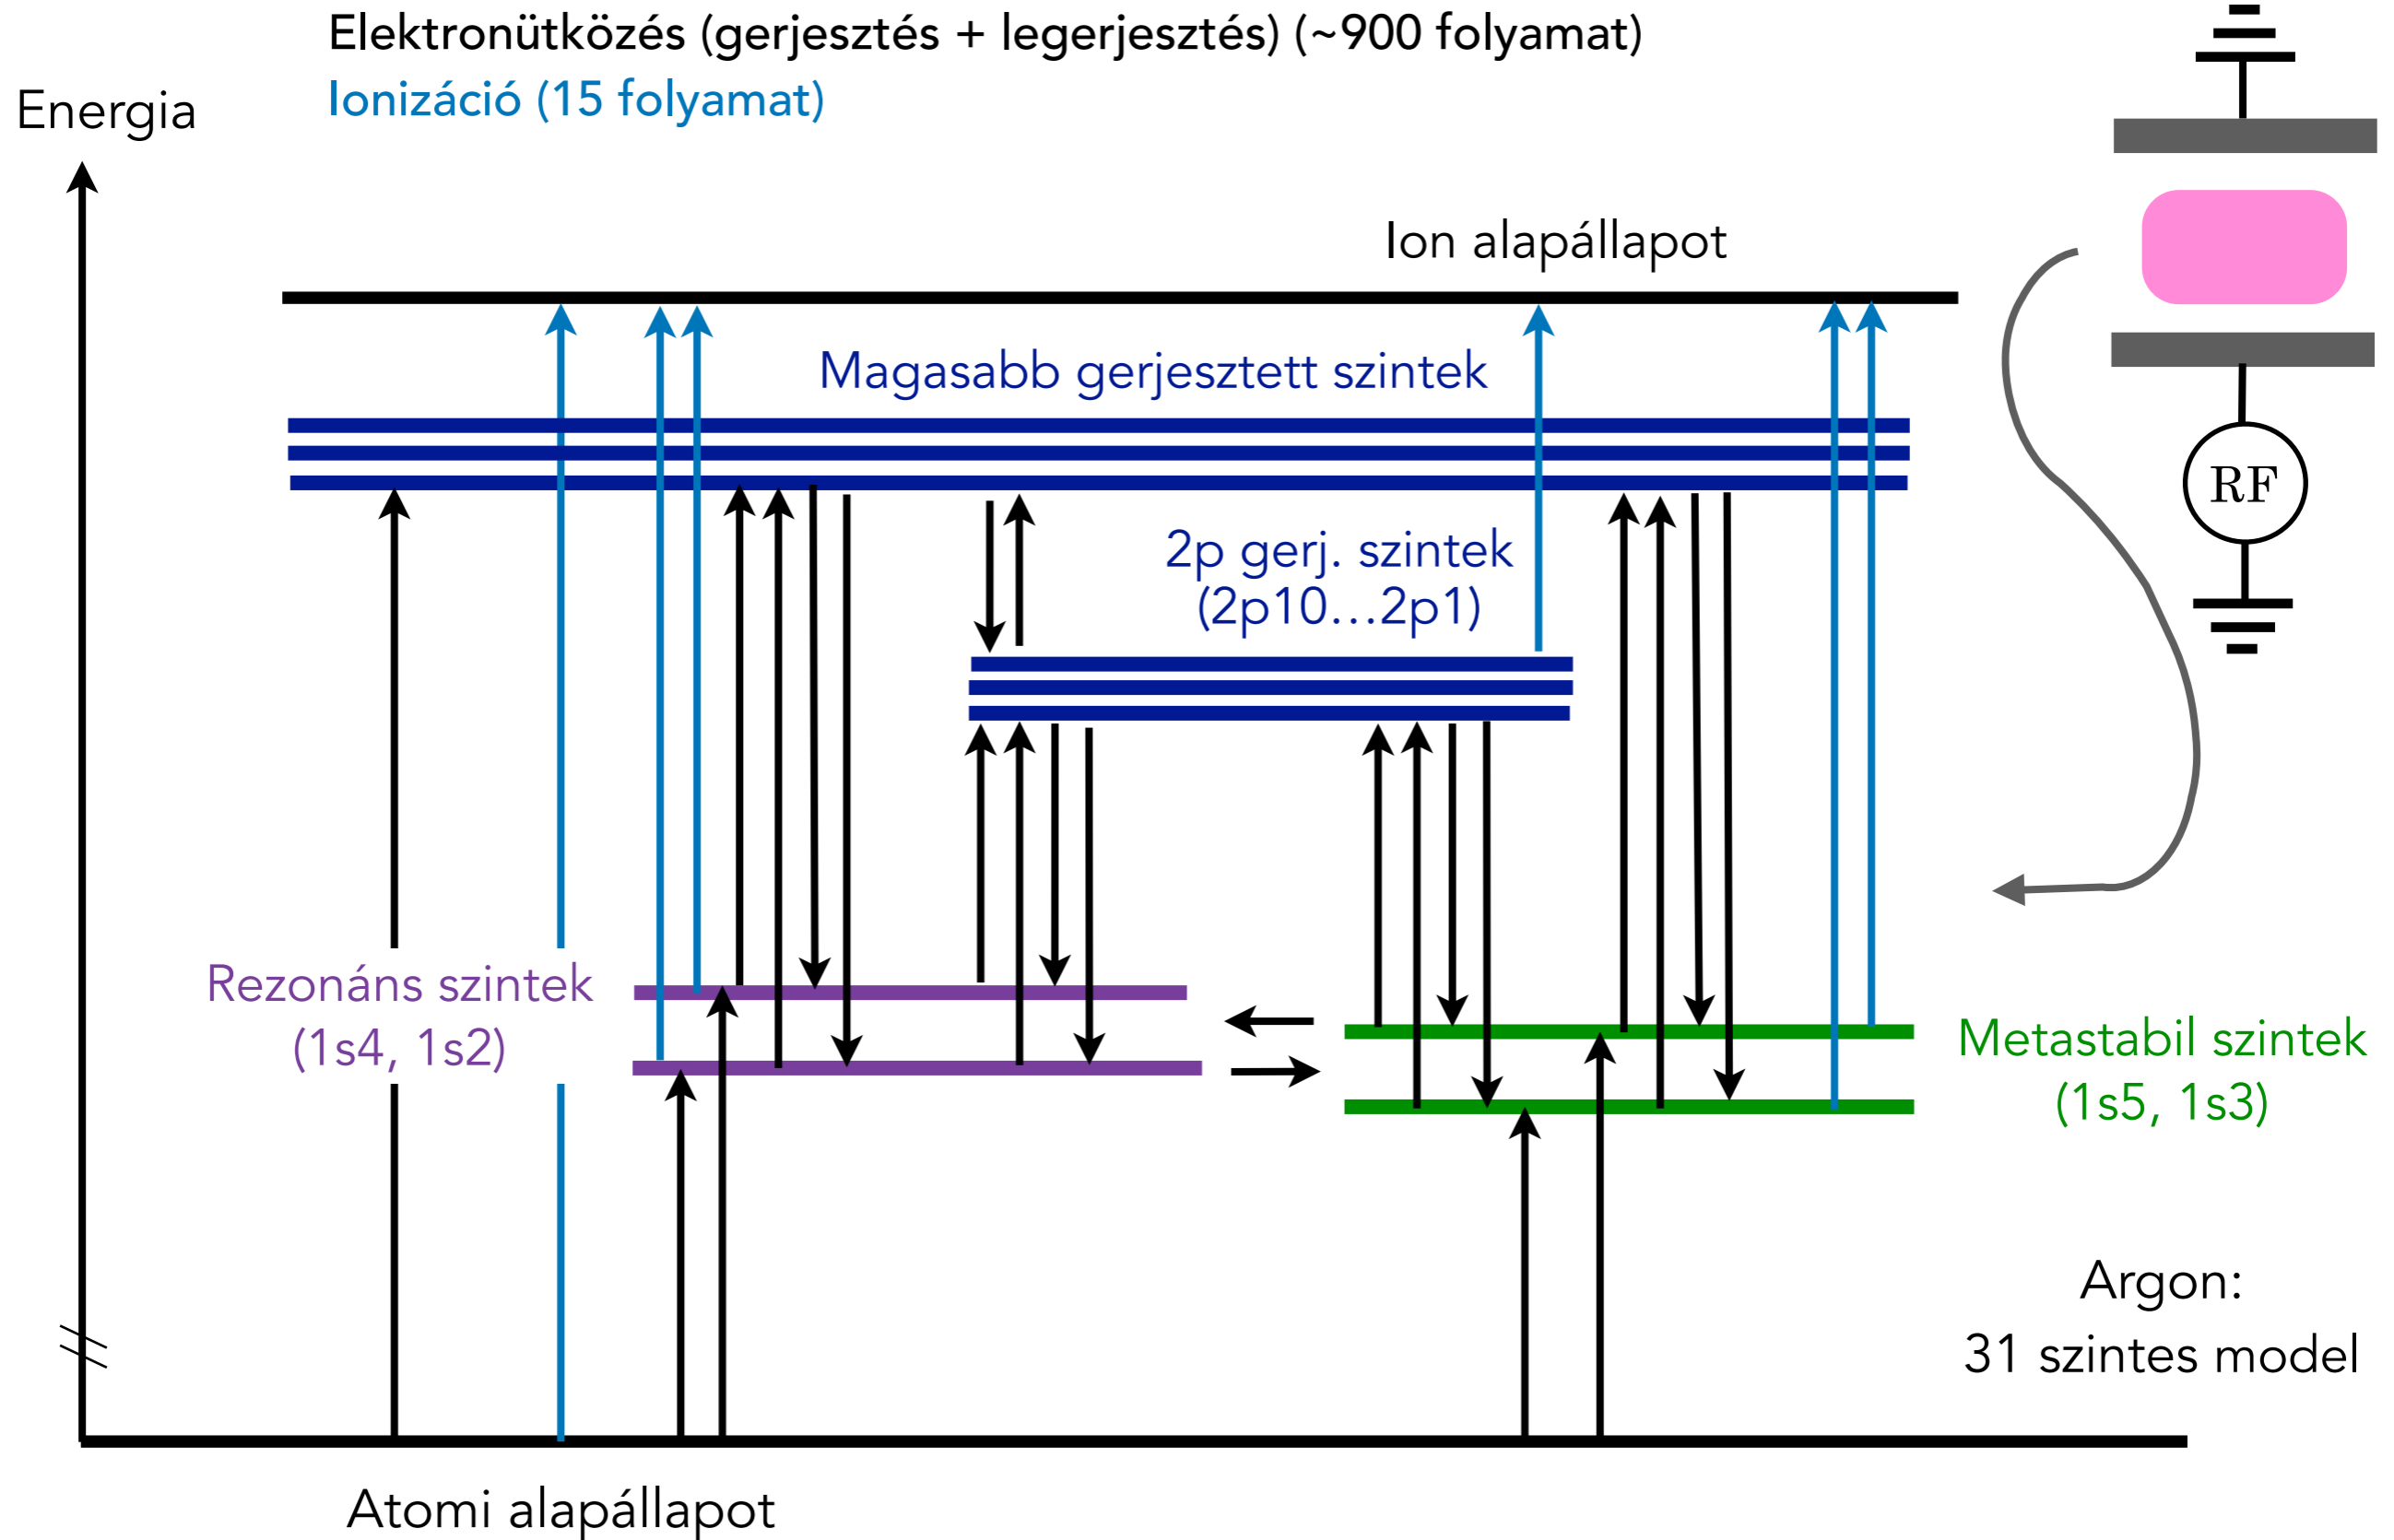 Elektronütközés (gerjesztés + legerjesztés) (~900 folyamat)
Ionizáció (15 folyamat)
Energia
Ion alapállapot
Magasabb gerjesztett szintek
RF
2p gerj. szintek
(2p10…2p1)
Rezonáns szintek
(1s4, 1s2)
Metastabil szintek
(1s5, 1s3)
Argon:
31 szintes model
Atomi alapállapot